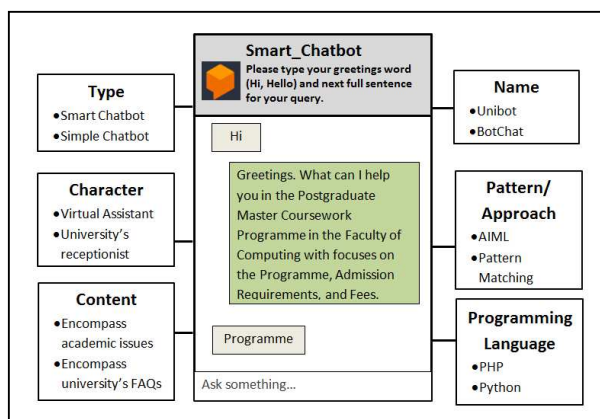 Smart_Chatbot
Please type your greetings word
(Hi, Hello) and next full sentence
for your query.
Type
•Smart Chatbot
•Simple Chatbot
Character
•Virtual Assistant
•University's
receptionist
Content
•Encompass
academic issues
•Encompass
university's FAQs
Hi
Greetings. What can I help
you in the Postgraduate
Master Coursework
Programme in the Faculty of
Computing with focuses on
the Programme, Admission
Requirements, and Fees.
Programme
Ask something...
Name
•Unibot
•BotChat
Pattern/
Approach
•AIML
•Pattern
Matching
Programming
Language
•PHP
•Python